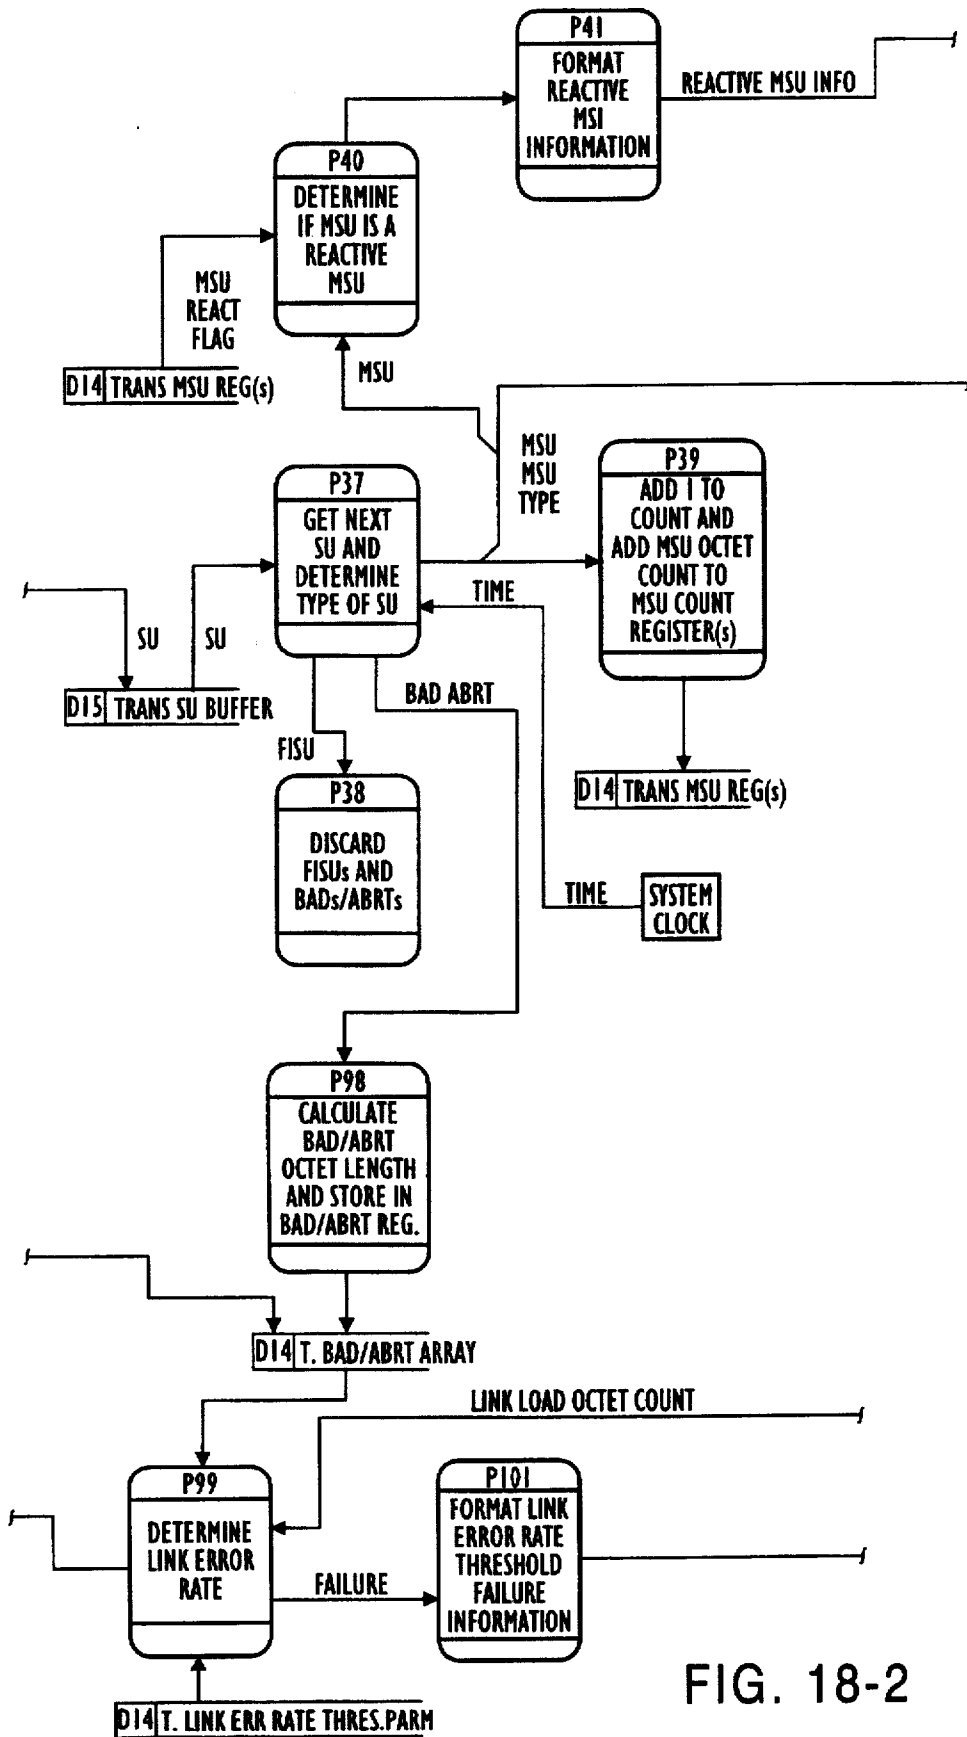 P41
FORMAT
REACTIVE
MSI
INFORMATION
REACTIVE MSU INFO
P40
DETERMINE
IF MSU IS A
REACTIVE
MSU
MSU
REACT
FLAG
D14 TRANS MSU REG(s)
MSU
MSU
MSU
TYPE
P39
ADD 1 TO
COUNT AND
ADD MSU OCTET
COUNT TO
MSU COUNT
REGISTER(s)
P37
GET NEXT
SU AND
DETERMINE
TYPE OF SU
TIME
SU
SU
D15 TRANS SU BUFFER
BAD ABRT
FISU
D14 TRANS MSU REG(s)
P38
DISCARD
FISUs AND
BADs/ABRTs
TIME
SYSTEM
CLOCK
P98
CALCULATE
BAD/ABRT
OCTET LENGTH
AND STORE IN
BAD/ABRT REG.
D14 T. BAD/ABRT ARRAY
LINK LOAD OCTET COUNT
P99
DETERMINE
LINK ERROR
RATE
FAILURE
P101
FORMAT LINK
ERROR RATE
THRESHOLD
FAILURE
INFORMATION
D14 T. LINK ERR RATE THRES.PARM
FIG. 18-2